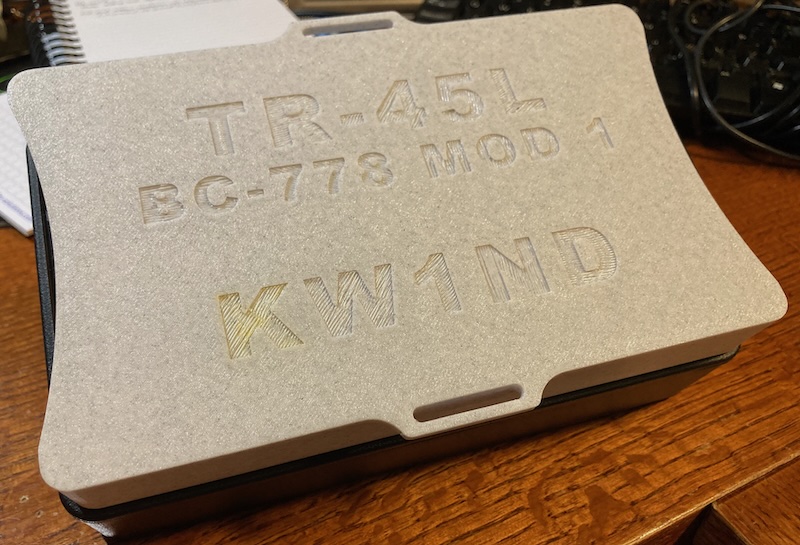 TR-45L
BC-778 MOD 1
KW1ND